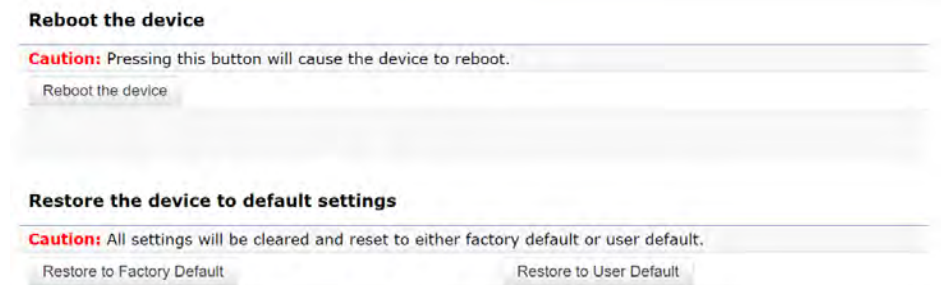 Reboot the device
Caution: Pressing this button will cause the device to reboot.
Reboot the device
Restore the device to default settings
Caution: All settings will be cleared and reset to either factory default or user default.
Restore to Factory Default Restore to User Default